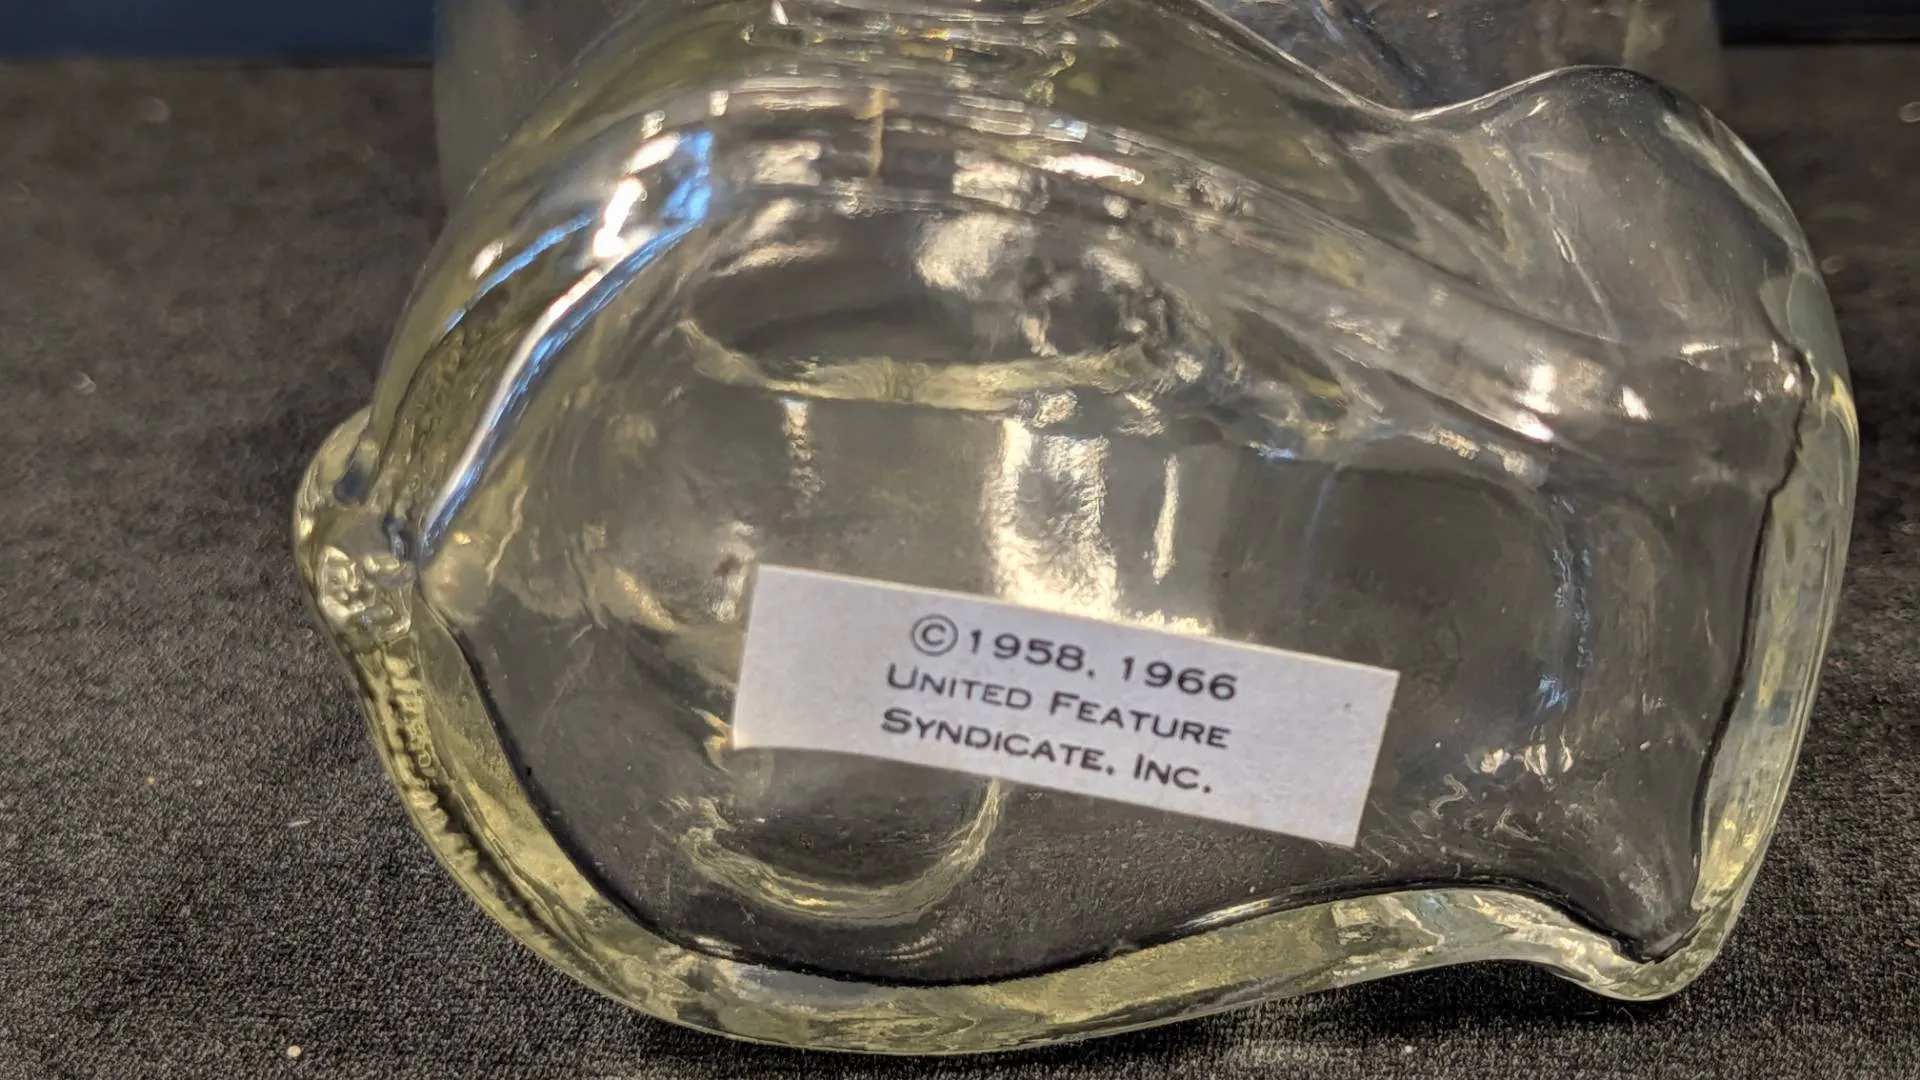 ©1958, 1966
UNITED FEATURE
SYNDICATE, INC.